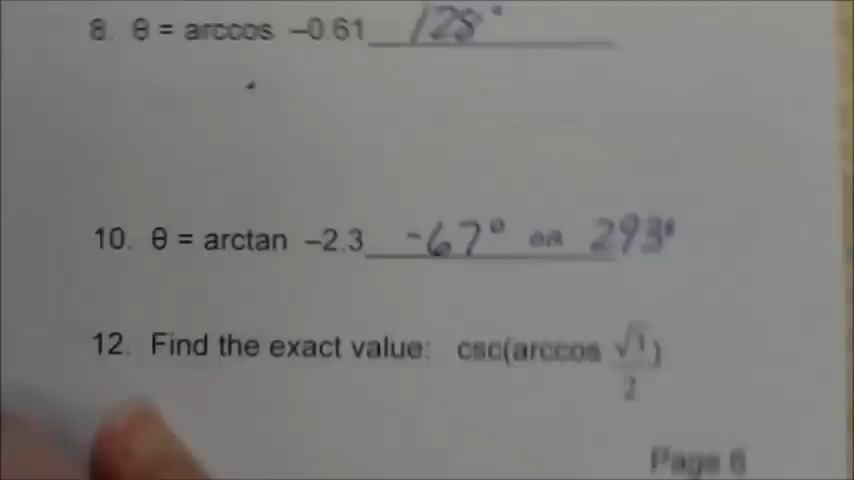 8. θ = arccos –0.61 128°
10. θ = arctan –2.3 -67° or 293°
12. Find the exact value: csc(arccos √1/2)
Page 6